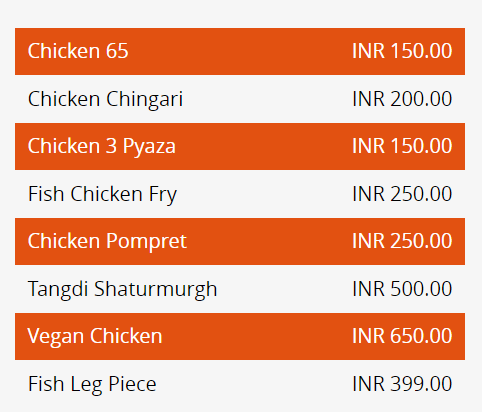 Chicken 65 INR 150.00
Chicken Chingari INR 200.00
Chicken 3 Pyaza INR 150.00
Fish Chicken Fry INR 250.00
Chicken Pompret INR 250.00
Tangdi Shaturmurgh INR 500.00
Vegan Chicken INR 650.00
Fish Leg Piece INR 399.00